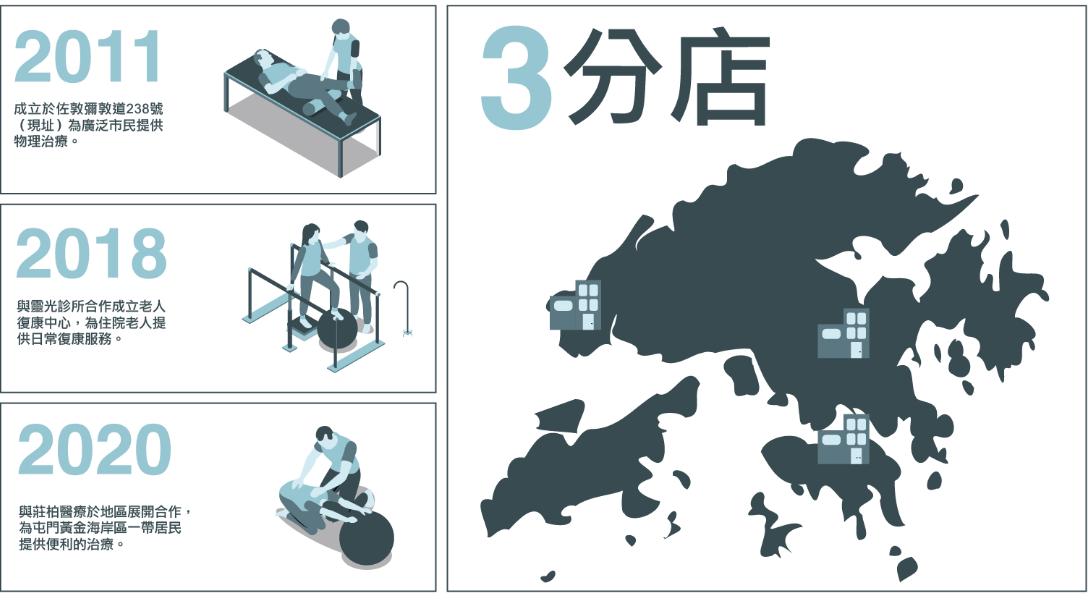 2011
成立於佐敦彌敦道238號
（現址）為廣泛市民提供
物理治療。
2018
與靈光診所合作成立老人
復康中心，為住院老人提
供日常復康服務。
2020
與莊柏醫療於地區展開合作，
為屯門黃金海岸區一帶居民
提供便利的治療。
3分店